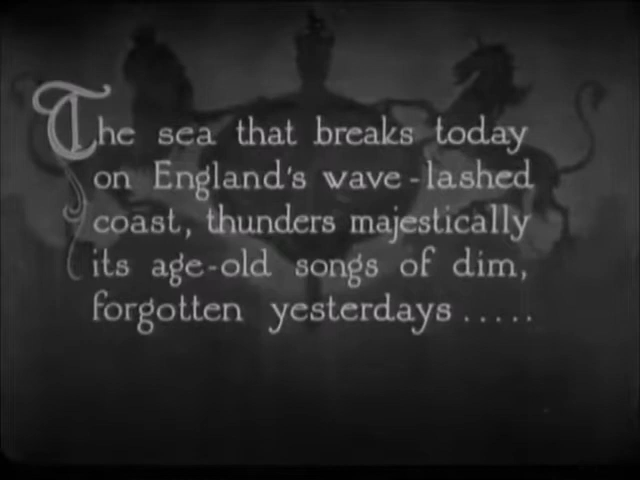 The sea that breaks today
on England's wave-lashed
coast, thunders majestically
its age-old songs of dim,
forgotten yesterdays.....